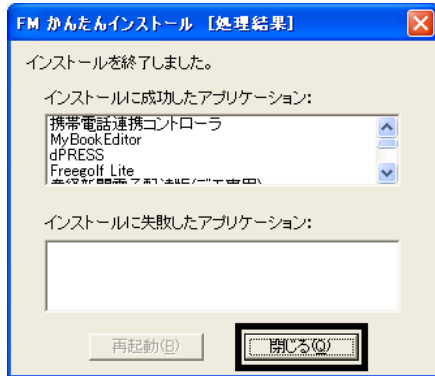 FM かんたんインストール [処理結果]
インストールを終了しました。
インストールに成功したアプリケーション:
携帯電話連携コントローラ
MyBookEditor
dPRESS
Freegolf Lite
インストールに失敗したアプリケーション:
再起動(B)
閉じる(Q)